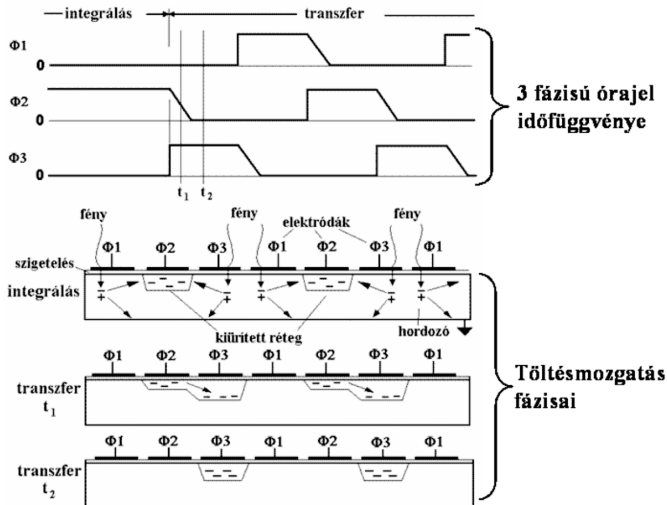 integrálás transzfer
Φ1
0
Φ2
0
Φ3
0
t1 t2
3 fázisú órajel
időfüggvénye
fény fény elektródák fény
Φ1 Φ2 Φ3 Φ1 Φ2 Φ3 Φ1
szigetelés
integrálás
kiürített réteg hordozó
Φ1 Φ2 Φ3 Φ1 Φ2 Φ3 Φ1
transzfer
t1
Φ1 Φ2 Φ3 Φ1 Φ2 Φ3 Φ1
transzfer
t2
Töltésmozgatás
fázisai